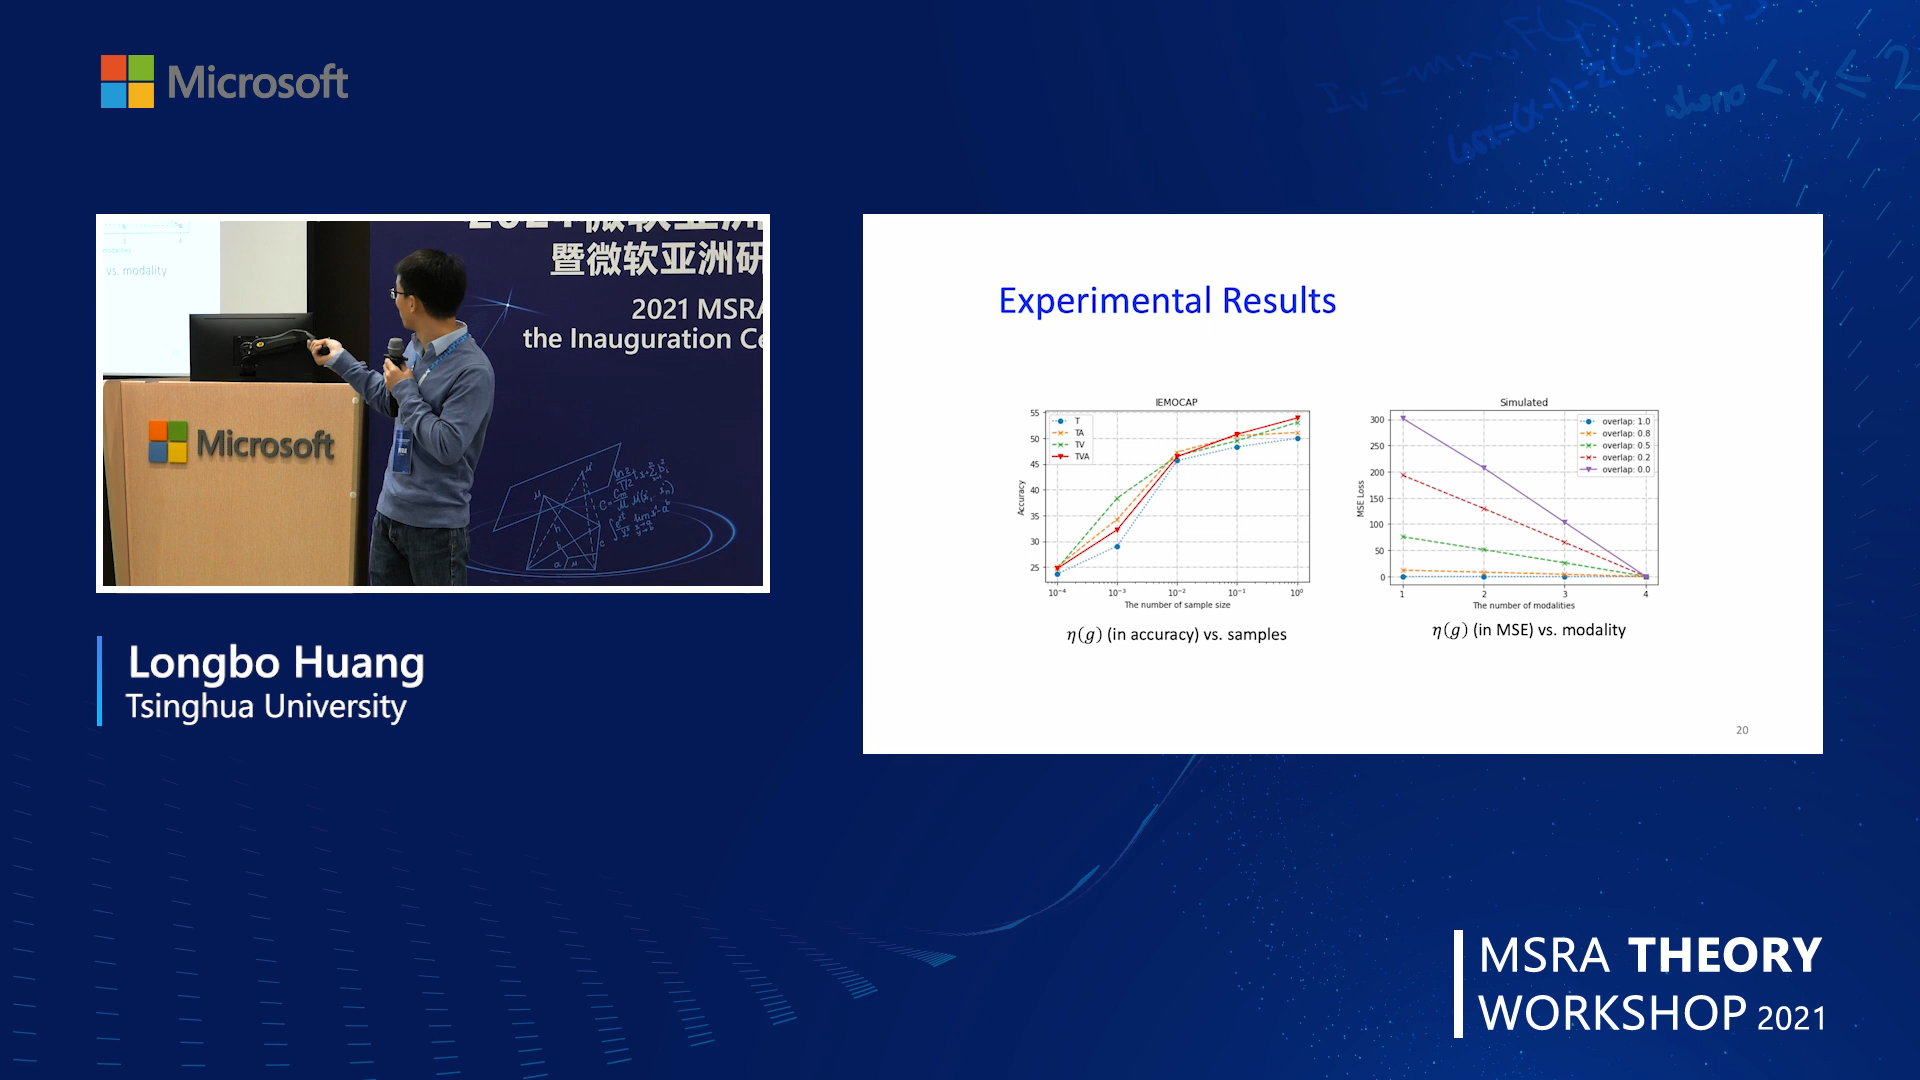 Microsoft
vs. modality
暨微软亚洲研
2021 MSRA
the Inauguration Ce
Microsoft
Longbo Huang
Tsinghua University
Experimental Results
IEMOCAP
T
TA
TV
TVA
55
50
45
40
35
30
25
Accuracy
10⁻⁴ 10⁻³ 10⁻² 10⁻¹ 10⁰
The number of sample size
η(g) (in accuracy) vs. samples
Simulated
overlap: 1.0
overlap: 0.8
overlap: 0.5
overlap: 0.2
overlap: 0.0
300
250
200
150
100
50
0
MSE Loss
1 2 3 4
The number of modalities
η(g) (in MSE) vs. modality
20
MSRA THEORY
WORKSHOP 2021